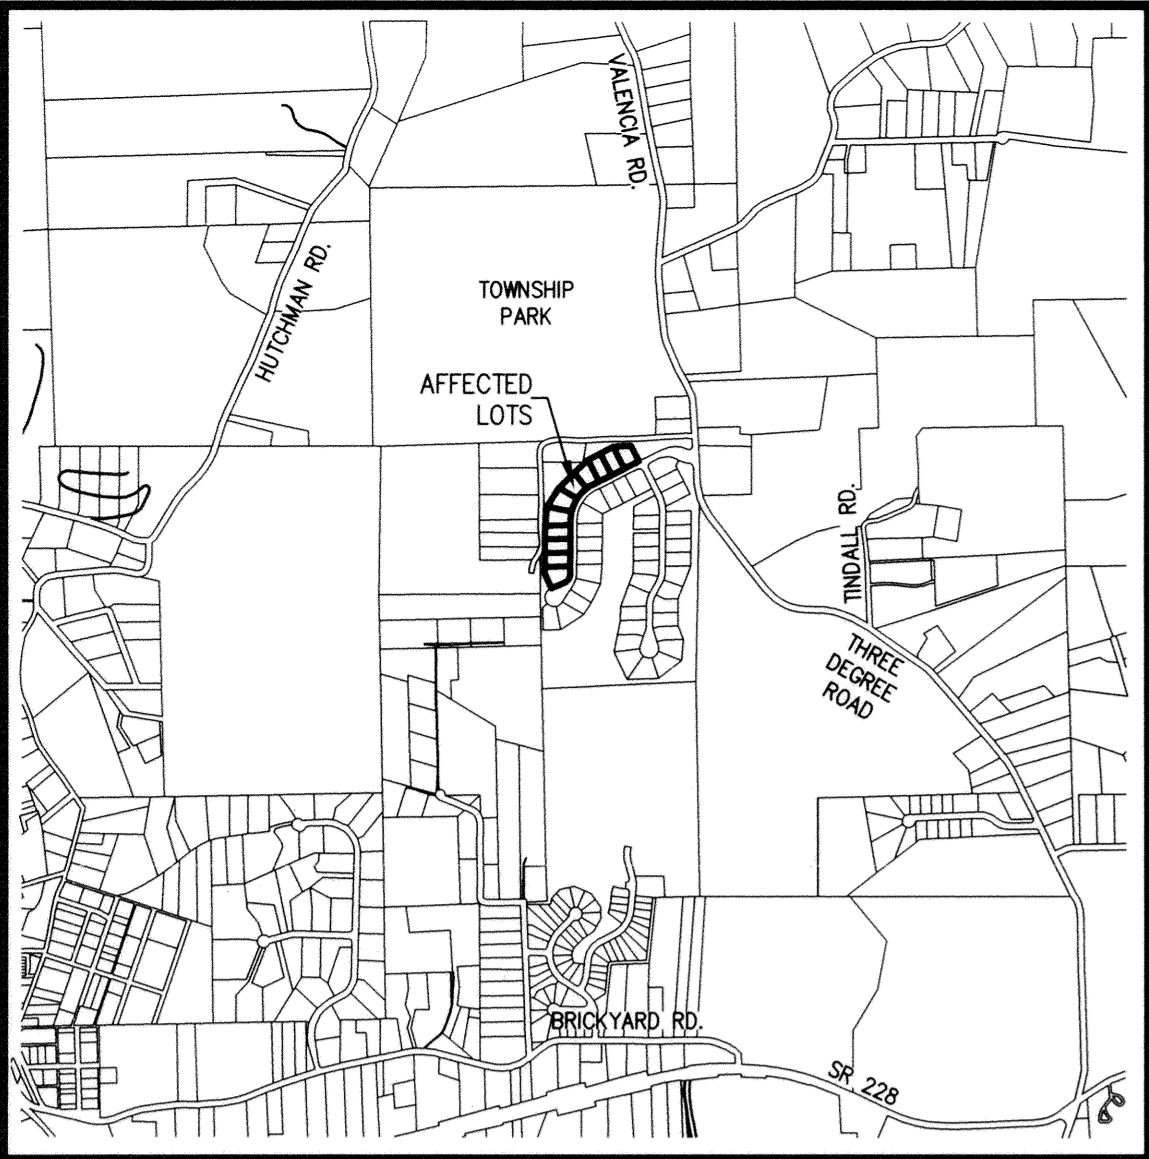 VALENCIA RD.
HUTCHMAN RD.
TOWNSHIP
PARK
AFFECTED
LOTS
TINDALL RD.
THREE
DEGREE
ROAD
BRICKYARD RD.
SR 228